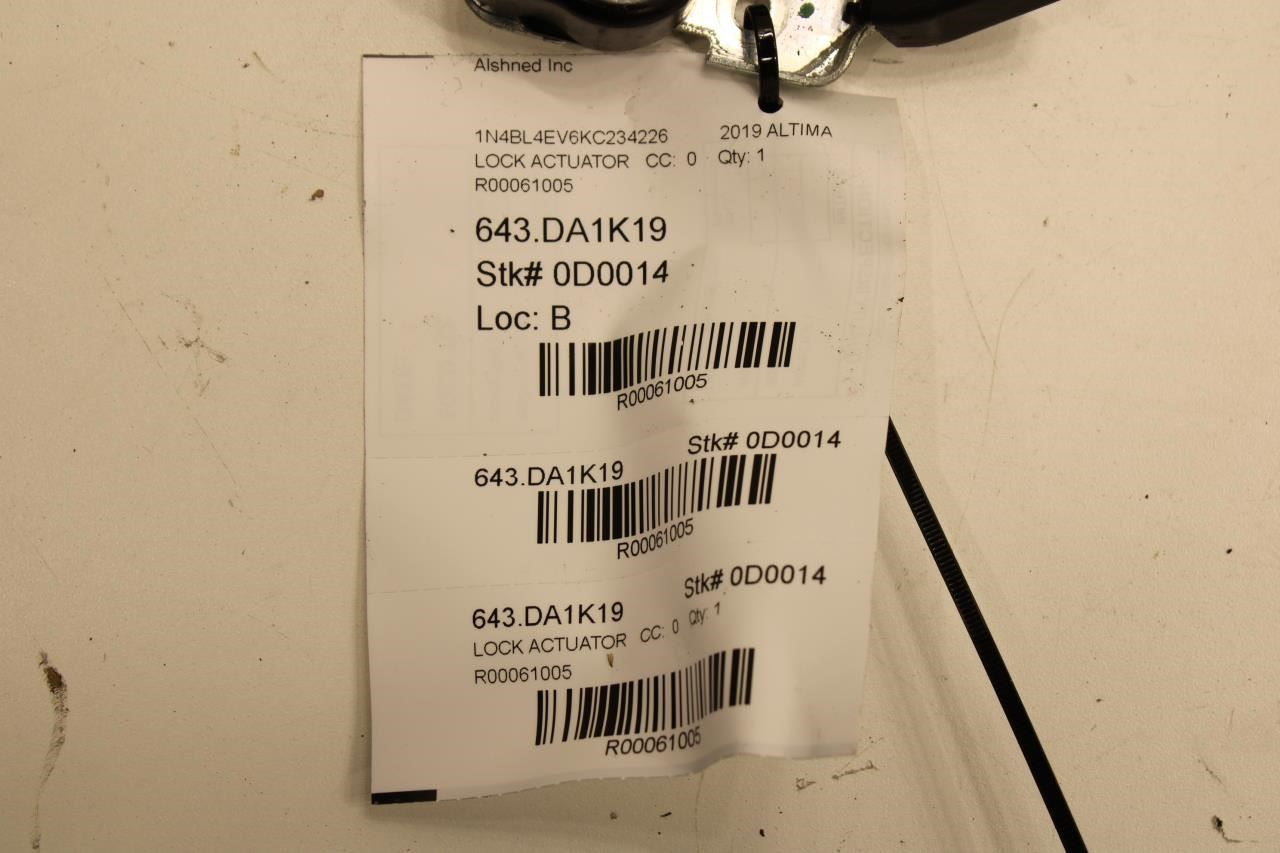 Alshned Inc
1N4BL4EV6KC234226 2019 ALTIMA
LOCK ACTUATOR CC: 0 Qty: 1
R00061005
643.DA1K19
Stk# 0D0014
Loc: B
R00061005
Stk# 0D0014
643.DA1K19
R00061005
Stk# 0D0014
643.DA1K19
LOCK ACTUATOR CC: 0 Qty: 1
R00061005
R00061005